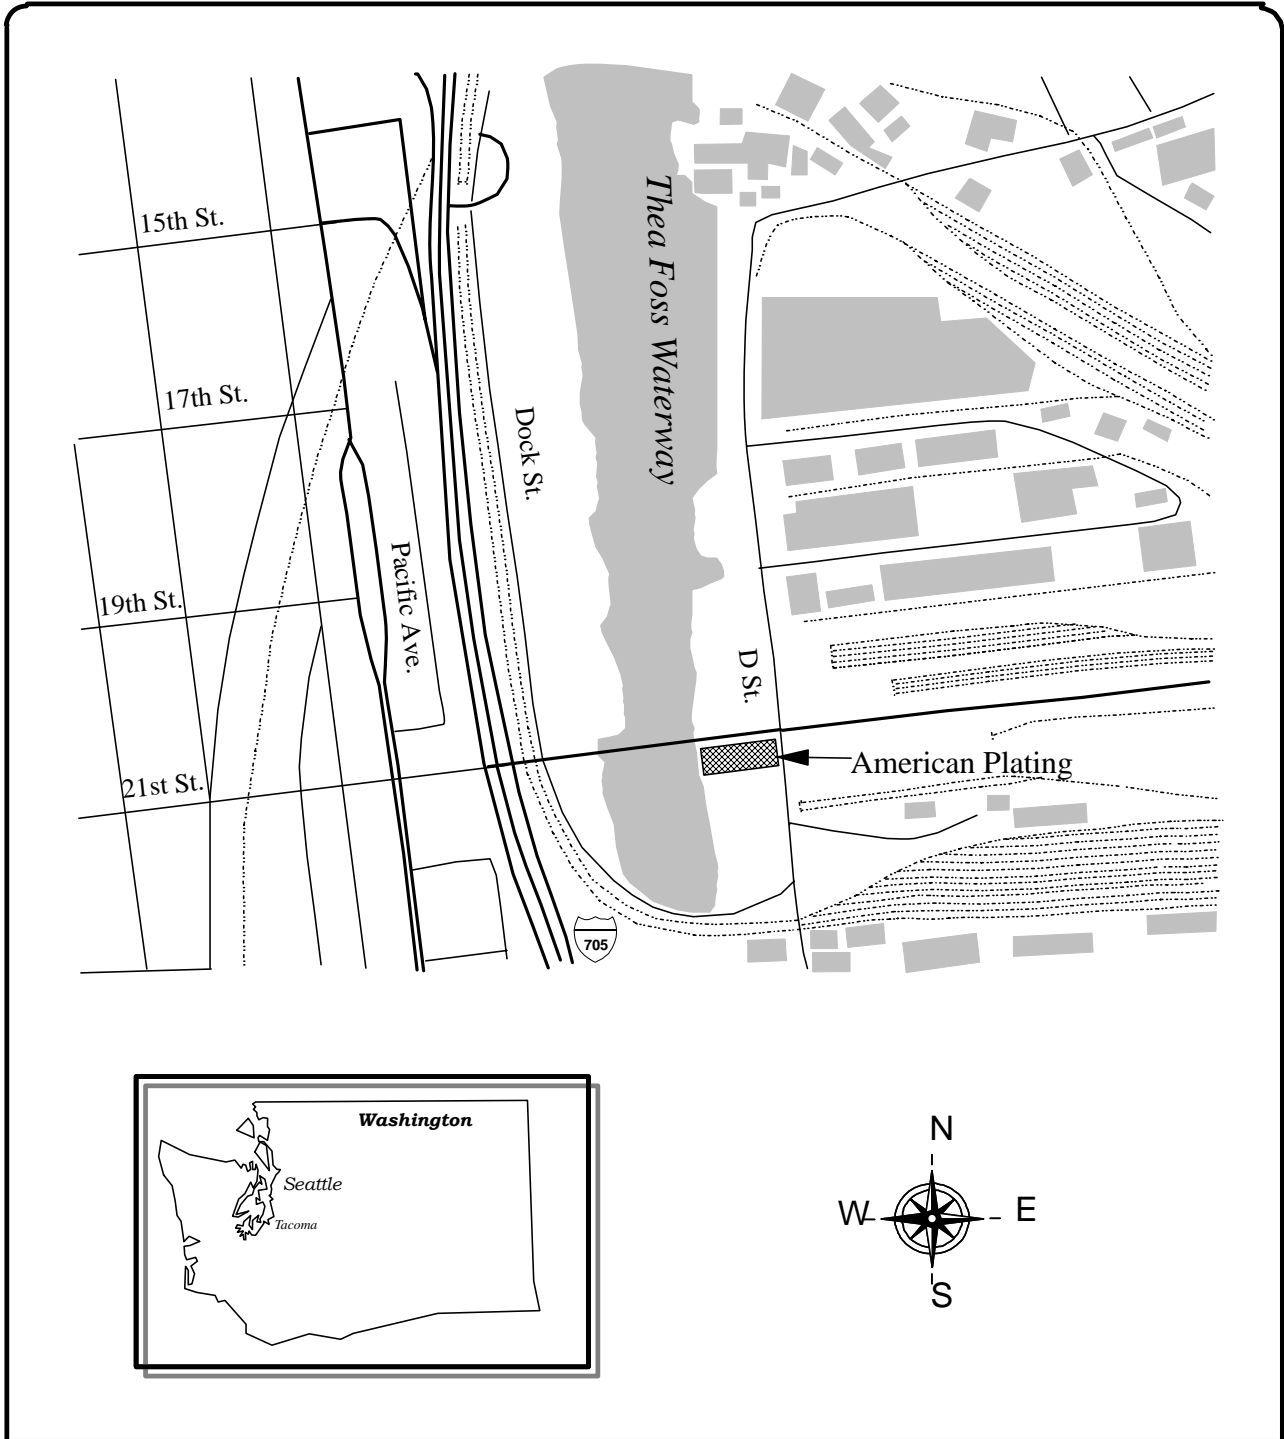 15th St.
Thea Foss Waterway
17th St.
Dock St.
Pacific Ave.
19th St.
D St.
American Plating
21st St.
705
Washington
Seattle
Tacoma
N
W
E
S